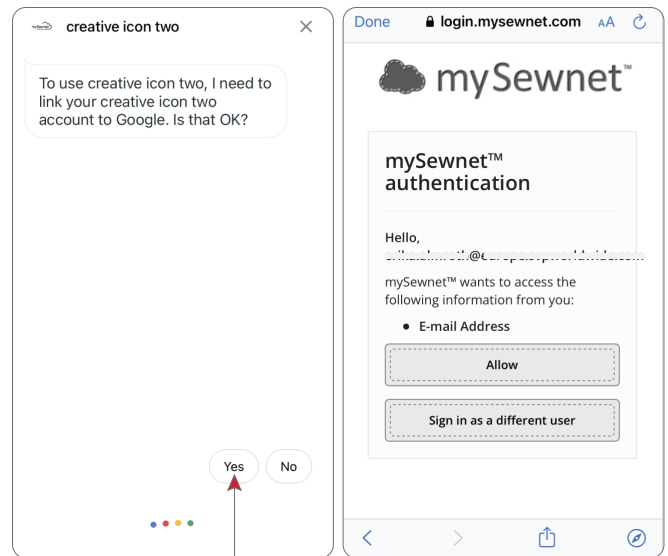 creative icon two
To use creative icon two, I need to
link your creative icon two
account to Google. Is that OK?
Yes
No
Done
login.mysewnet.com
AA
mySewnet™
mySewnet™
authentication
Hello,
mySewnet™ wants to access the
following information from you:
• E-mail Address
Allow
Sign in as a different user